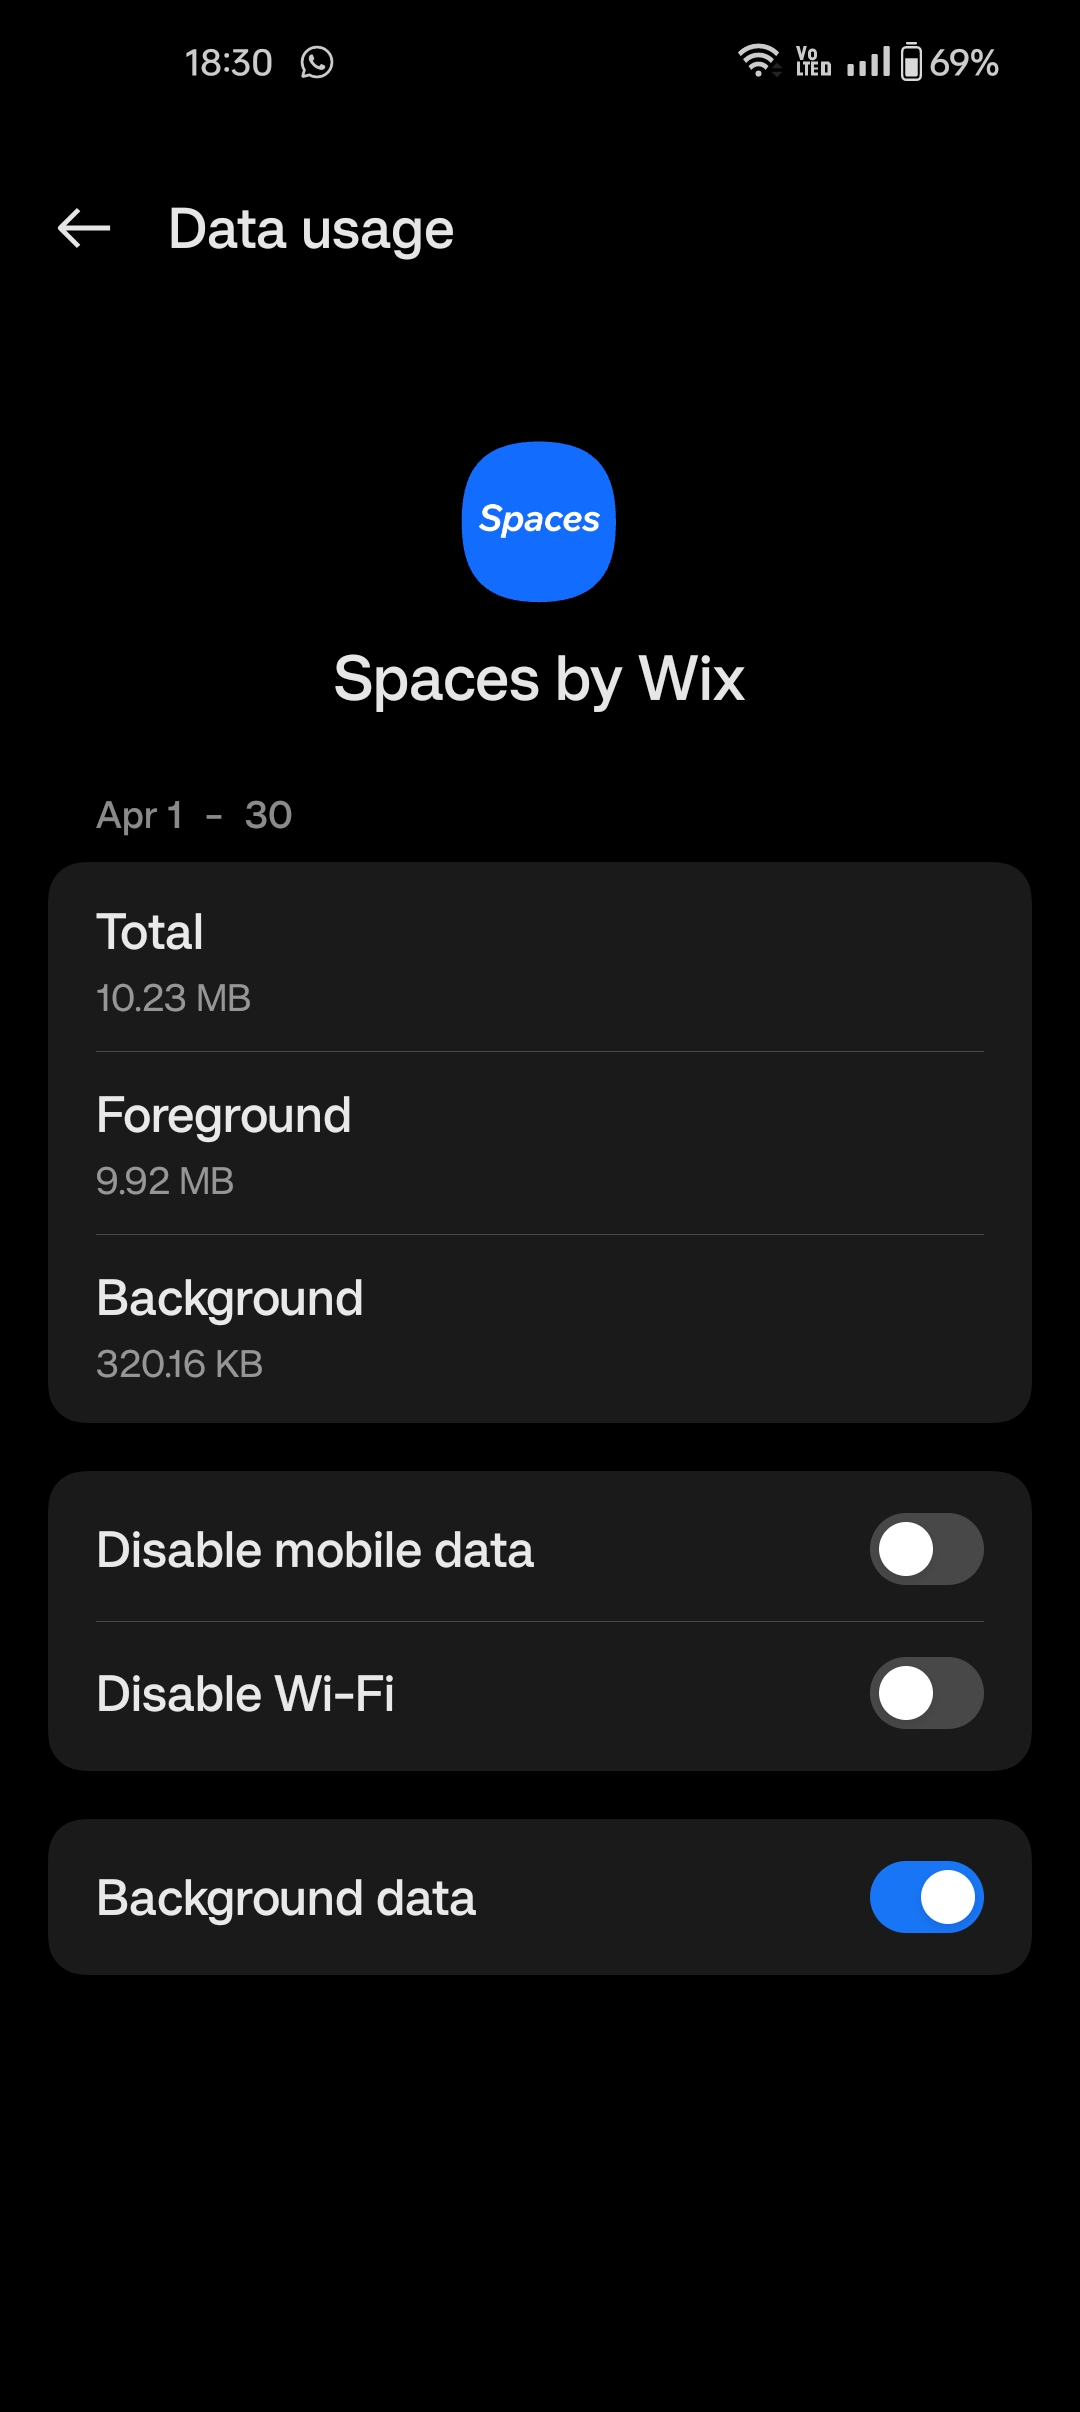 18:30 Vo LTED 69%
Data usage
Spaces
Spaces by Wix
Apr 1 - 30
Total
10.23 MB
Foreground
9.92 MB
Background
320.16 KB
Disable mobile data
Disable Wi-Fi
Background data